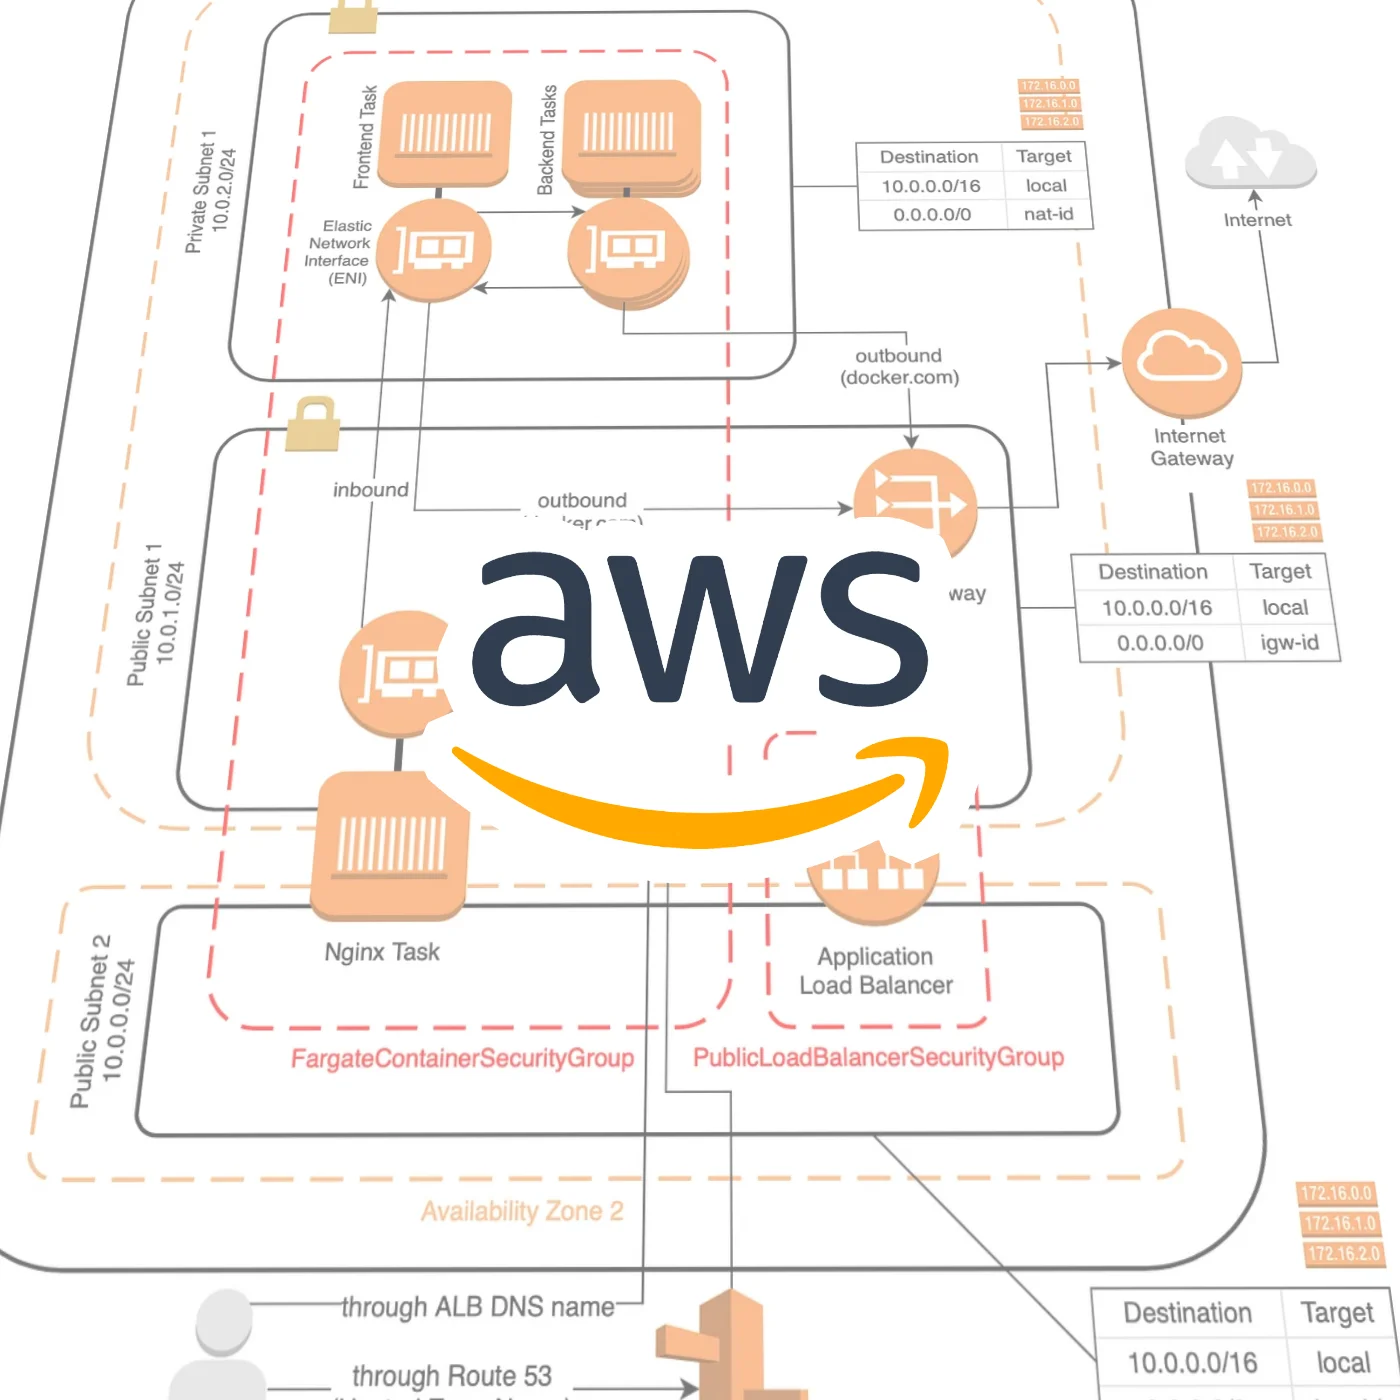 Private Subnet 1
10.0.2.0/24
Frontend Task
Backend Tasks
Elastic
Network
Interface
(ENI)
172.16.0.0
172.16.1.0
172.16.2.0
Destination Target
10.0.0.0/16 local
0.0.0.0/0 nat-id
Internet
outbound
(docker.com)
Internet
Gateway
inbound
outbound
172.16.0.0
172.16.1.0
172.16.2.0
Destination Target
10.0.0.0/16 local
0.0.0.0/0 igw-id
Public Subnet 1
10.0.1.0/24
way
aws
Nginx Task
Application
Load Balancer
Public Subnet 2
10.0.0.0/24
FargateContainerSecurityGroup
PublicLoadBalancerSecurityGroup
Availability Zone 2
172.16.0.0
172.16.1.0
172.16.2.0
through ALB DNS name
through Route 53
Destination Target
10.0.0.0/16 local